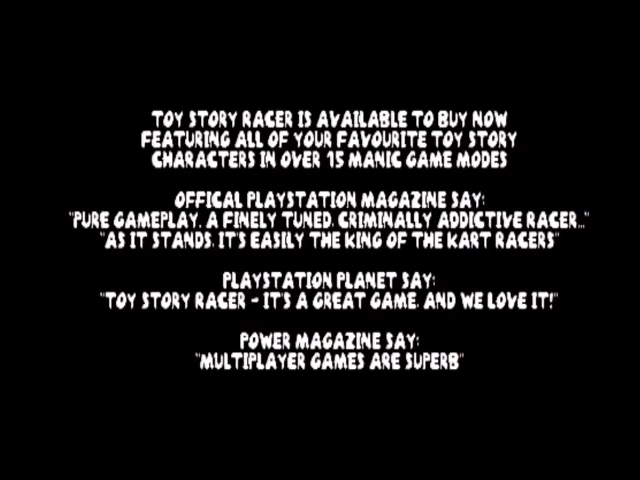 TOY STORY RACER IS AVAILABLE TO BUY NOW
FEATURING ALL OF YOUR FAVOURITE TOY STORY
CHARACTERS IN OVER 15 MANIC GAME MODES
OFFICAL PLAYSTATION MAGAZINE SAY:
"PURE GAMEPLAY. A FINELY TUNED, CRIMINALLY ADDICTIVE RACER..."
"AS IT STANDS, IT'S EASILY THE KING OF THE KART RACERS"
PLAYSTATION PLANET SAY:
"TOY STORY RACER - IT'S A GREAT GAME, AND WE LOVE IT!"
POWER MAGAZINE SAY:
"MULTIPLAYER GAMES ARE SUPERB"